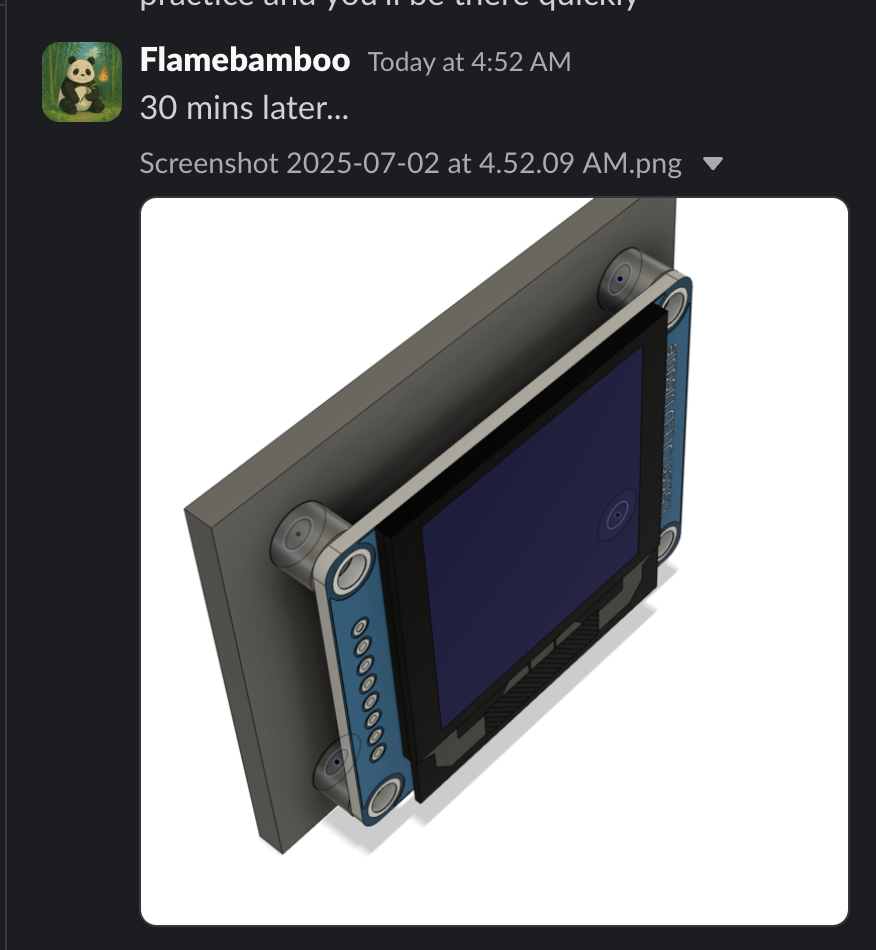 practice and you'll be there quickly
Flamebamboo Today at 4:52 AM
30 mins later...
Screenshot 2025-07-02 at 4.52.09 AM.png